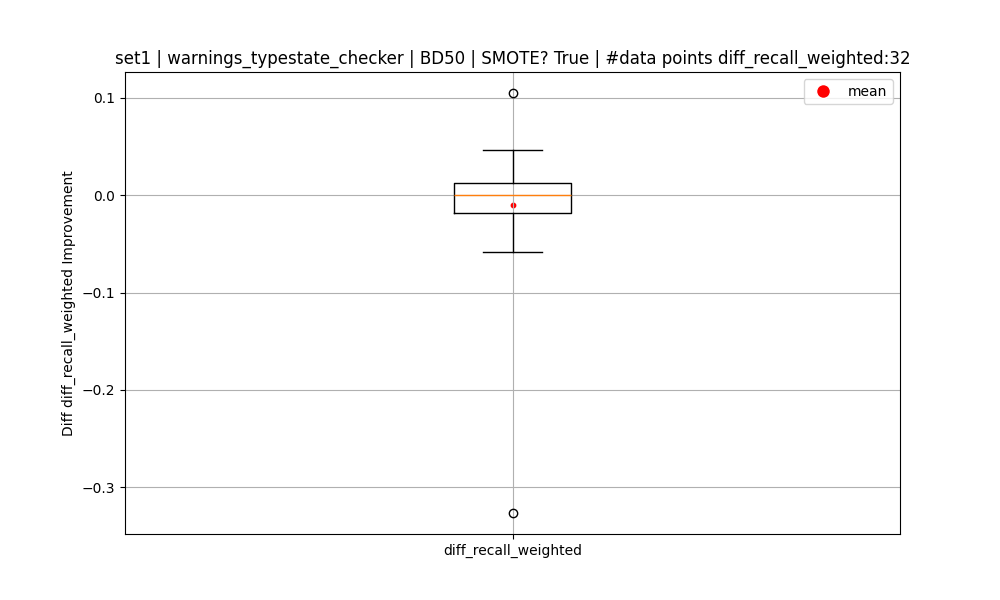 set1 | warnings_typestate_checker | BD50 | SMOTE? True | #data points diff_recall_weighted:32
mean
0.1
0.0
−0.1
−0.2
−0.3
Diff diff_recall_weighted Improvement
diff_recall_weighted